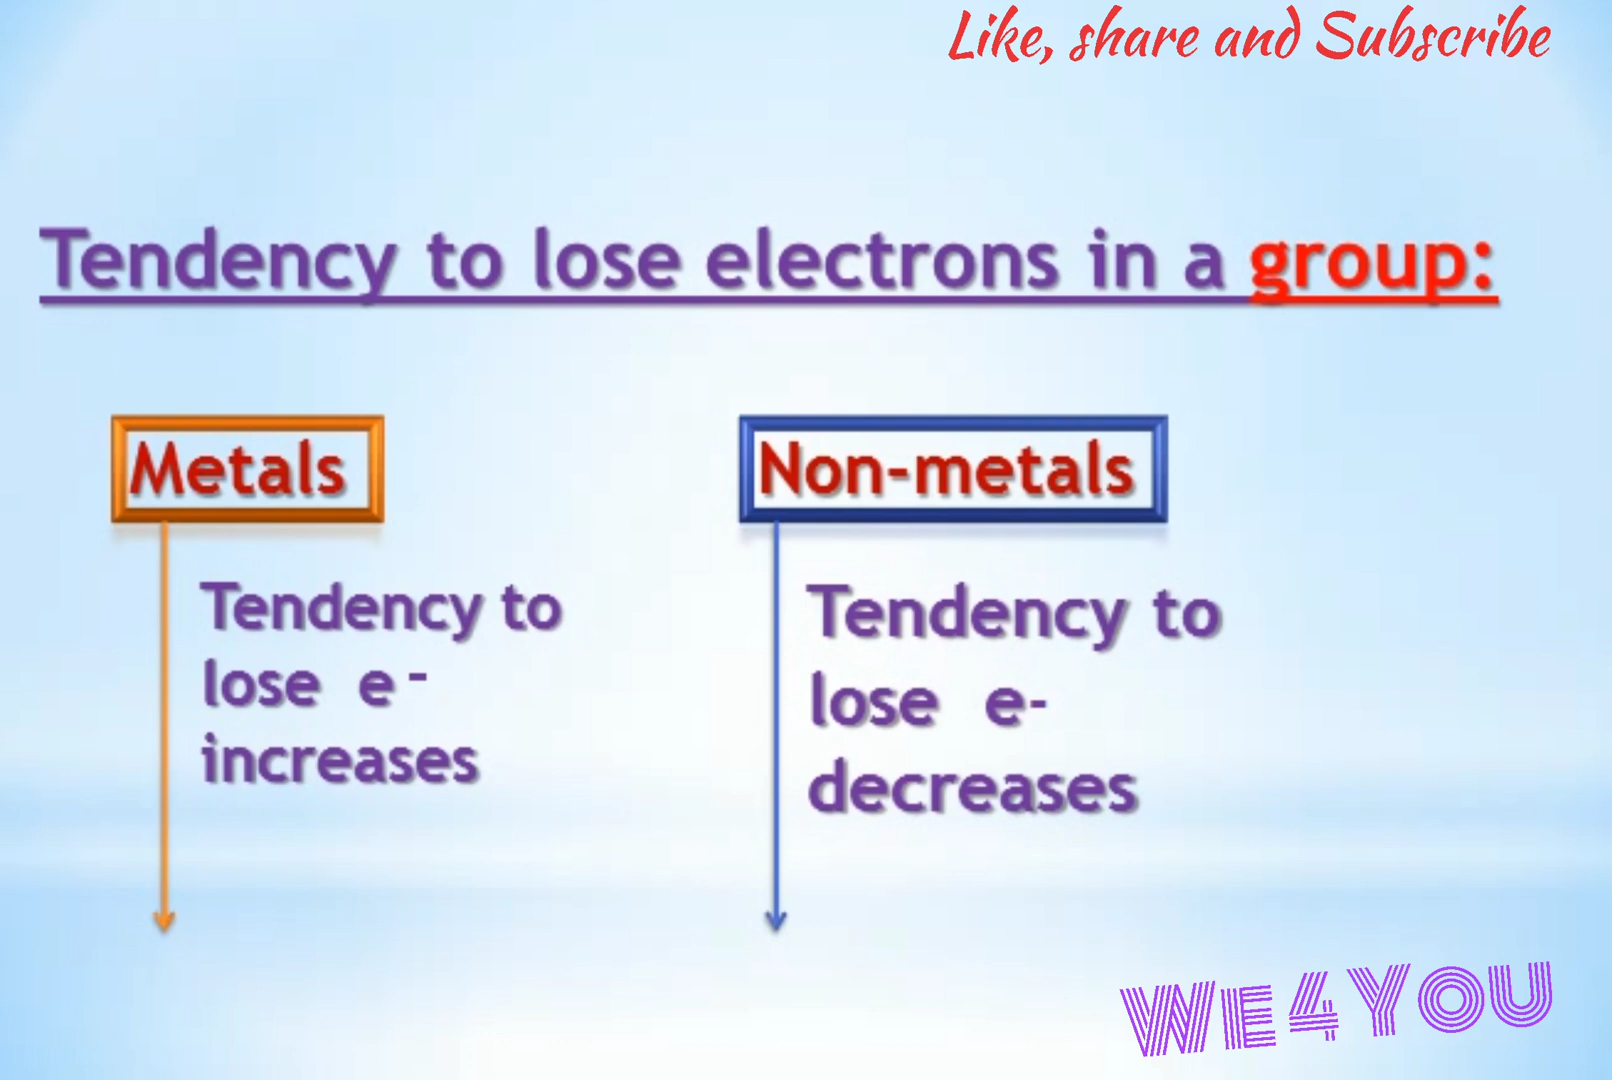 Like, share and Subscribe
Tendency to lose electrons in a group:
Metals
Tendency to
lose e⁻
increases
Non-metals
Tendency to
lose e-
decreases
WE4YOU